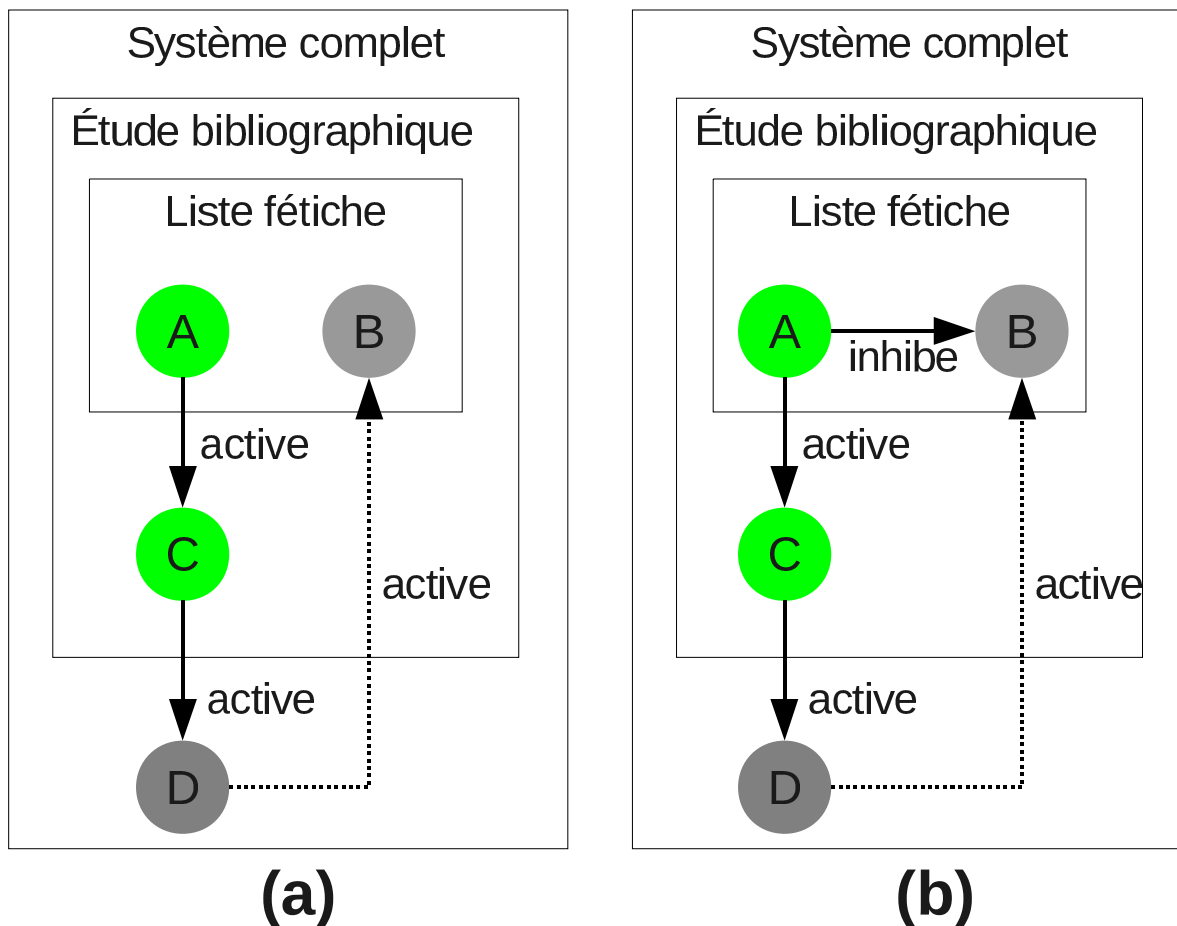 Système complet
Étude bibliographique
Liste fétiche
A
B
active
C
active
active
D
(a)
Système complet
Étude bibliographique
Liste fétiche
A
inhibe
B
active
C
active
active
D
(b)